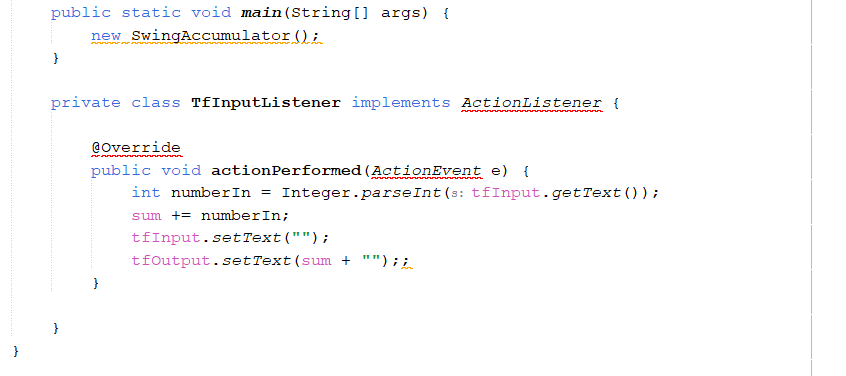 public static void main(String[] args) {
new SwingAccumulator();
}
private class TfInputListener implements ActionListener {
@Override
public void actionPerformed(ActionEvent e) {
int numberIn = Integer.parseInt(s: tfInput.getText());
sum += numberIn;
tfInput.setText("");
tfOutput.setText(sum + "");;
}
}
}